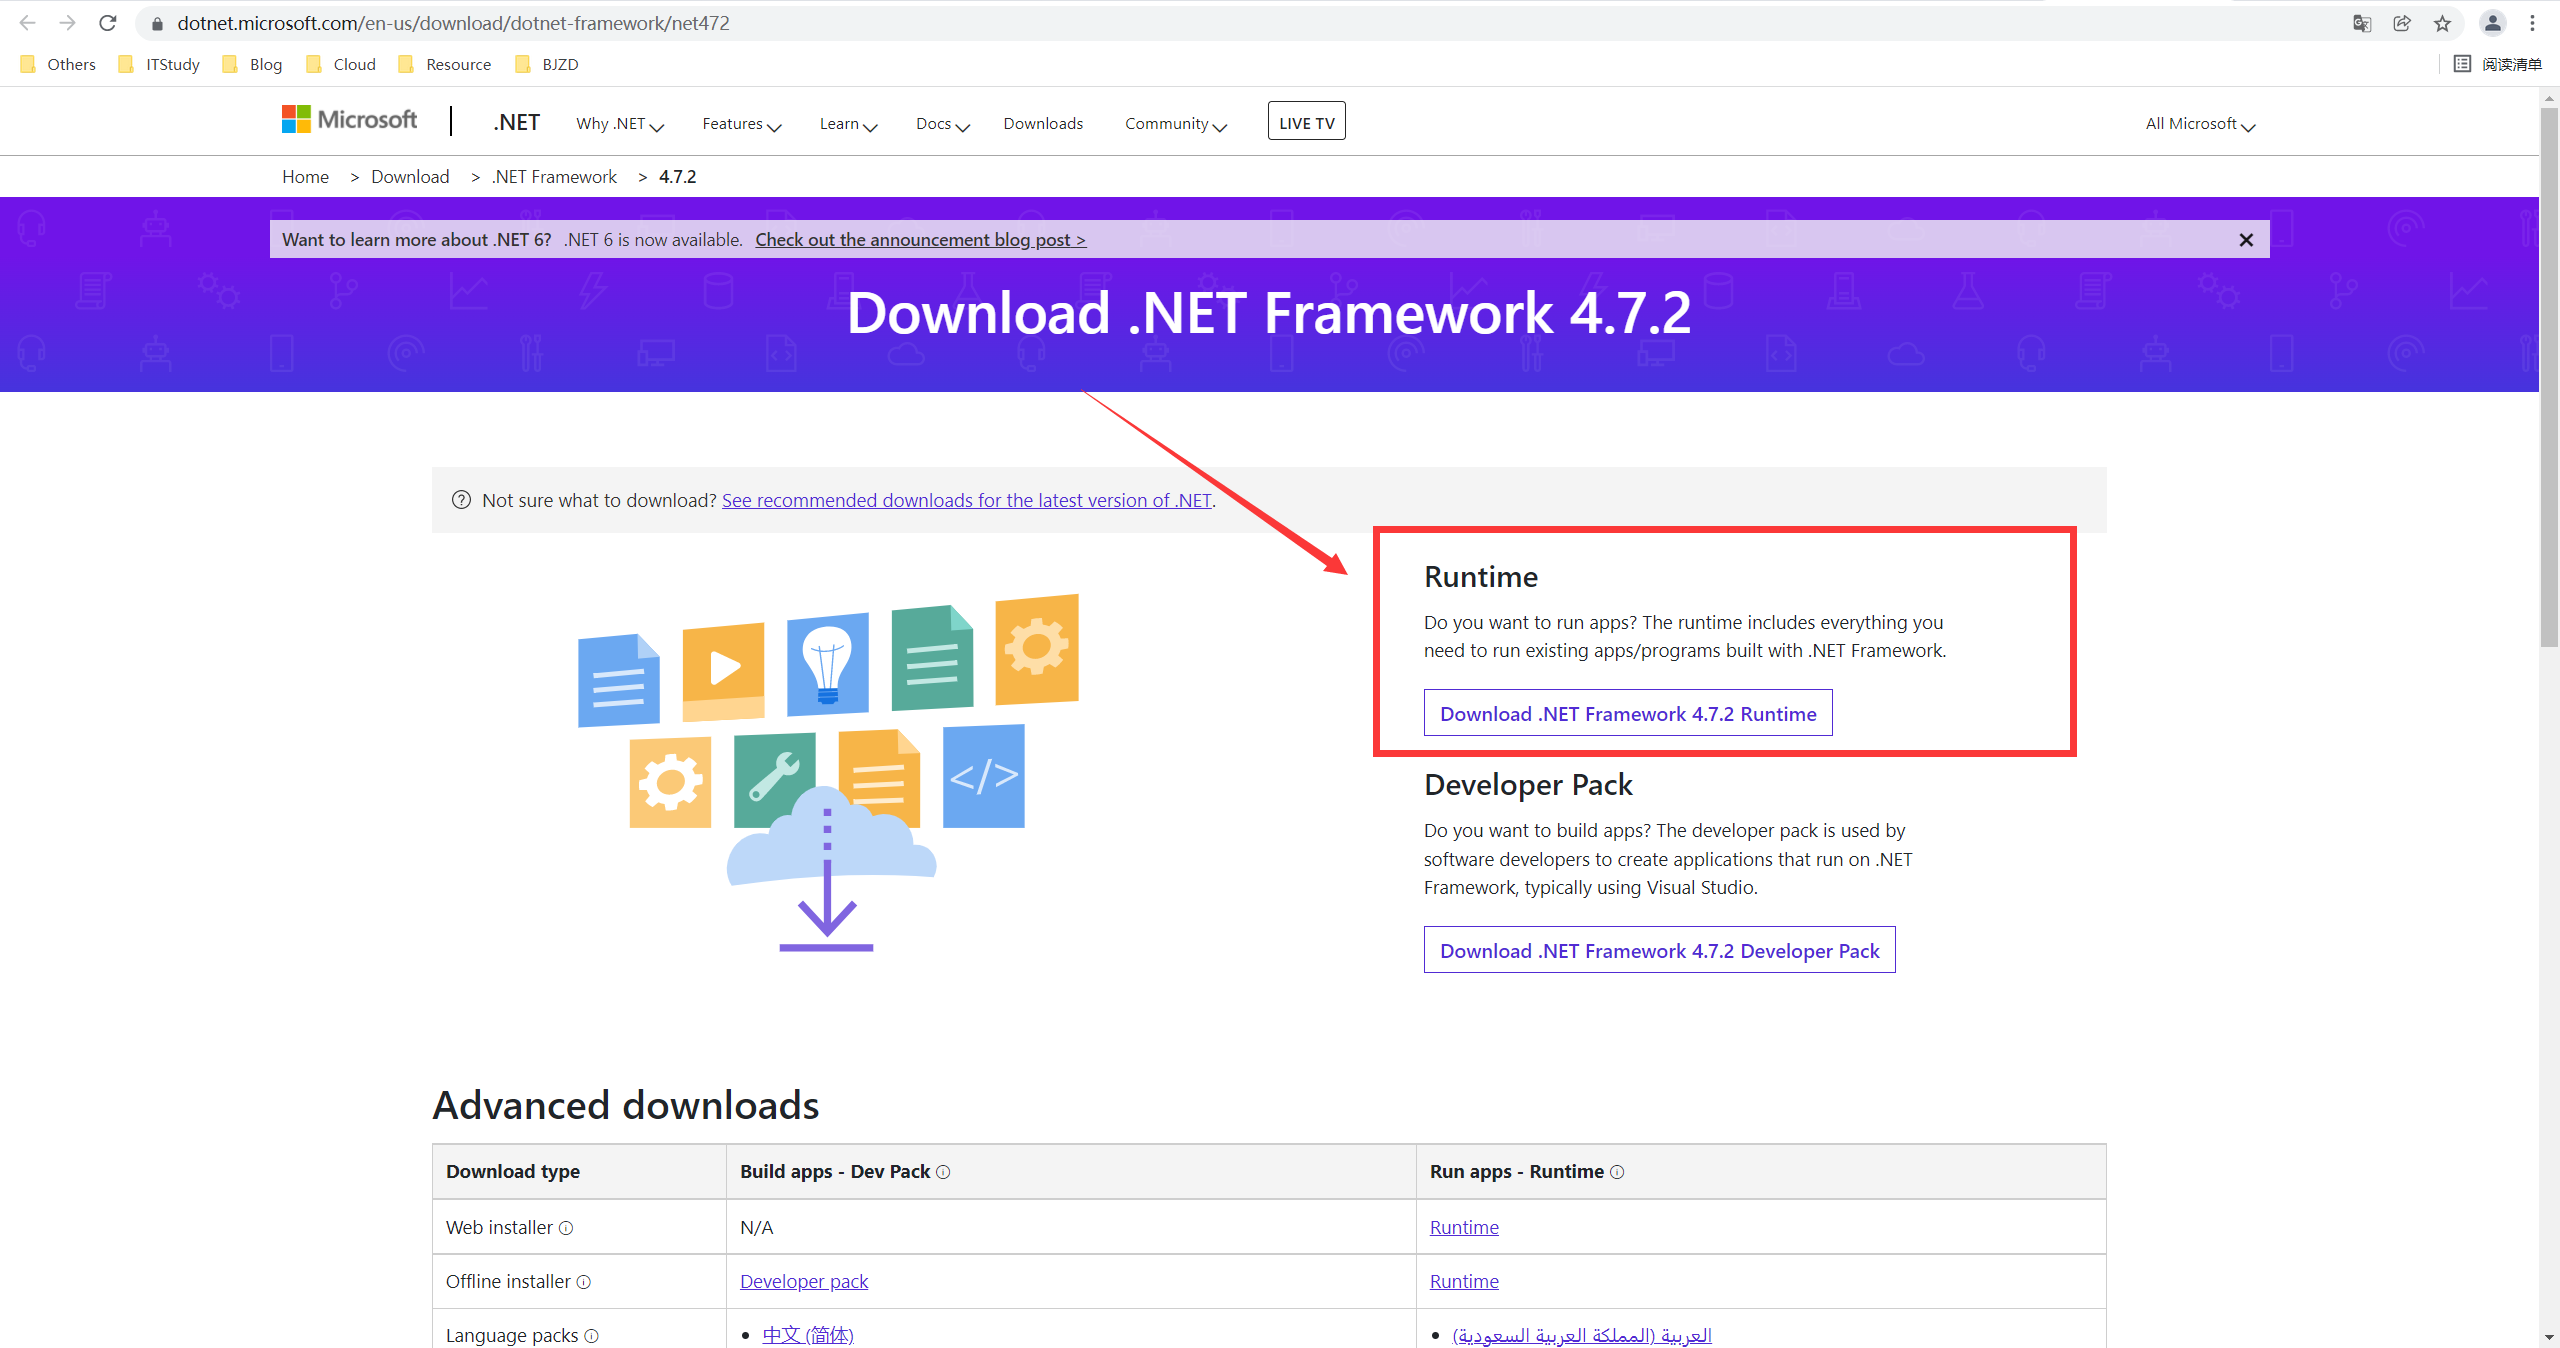 dotnet.microsoft.com/en-us/download/dotnet-framework/net472
Others ITStudy Blog Cloud Resource BJZD 阅读清单
Microsoft .NET Why .NET Features Learn Docs Downloads Community LIVE TV All Microsoft
Home > Download > .NET Framework > 4.7.2
Want to learn more about .NET 6? .NET 6 is now available. Check out the announcement blog post >
Download .NET Framework 4.7.2
Not sure what to download? See recommended downloads for the latest version of .NET.
Runtime
Do you want to run apps? The runtime includes everything you
need to run existing apps/programs built with .NET Framework.
Download .NET Framework 4.7.2 Runtime
</>
Developer Pack
Do you want to build apps? The developer pack is used by
software developers to create applications that run on .NET
Framework, typically using Visual Studio.
Download .NET Framework 4.7.2 Developer Pack
Advanced downloads
Download type Build apps - Dev Pack Run apps - Runtime
Web installer N/A Runtime
Offline installer Developer pack Runtime
Language packs • 中文 (简体) • العربية (المملكة العربية السعودية)